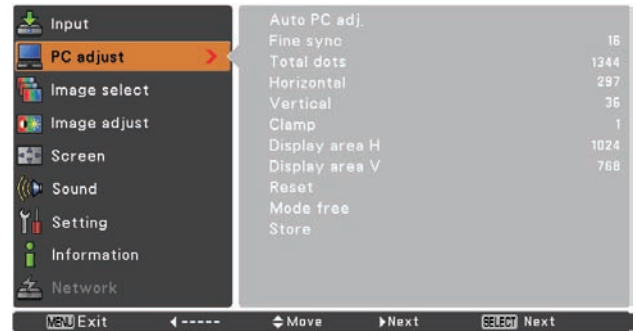 Input
PC adjust
Image select
Image adjust
Screen
Sound
Setting
Information
Network
Auto PC adj.
Fine sync 16
Total dots 1344
Horizontal 297
Vertical 36
Clamp 1
Display area H 1024
Display area V 768
Reset
Mode free
Store
MENU Exit ◄ ----- Move ►Next SELECT Next